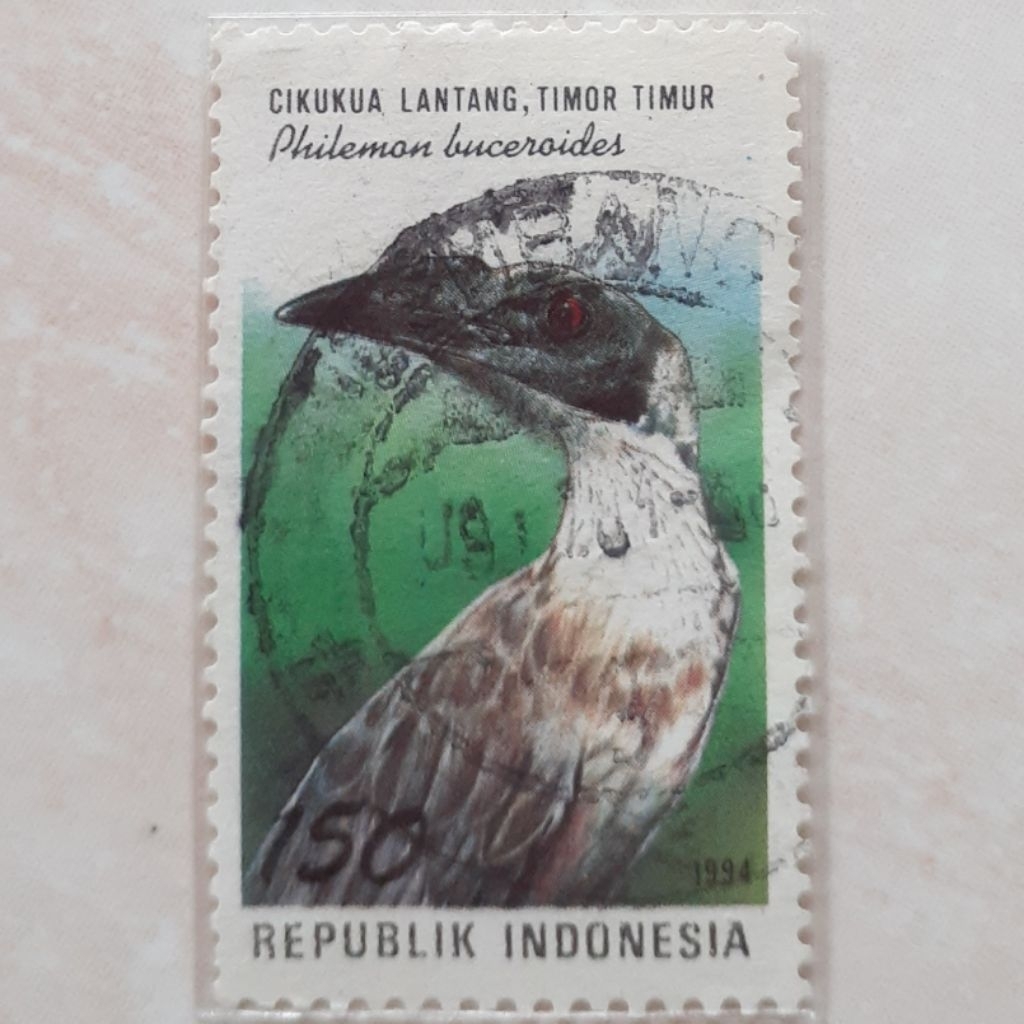 CIKUKUA LANTANG, TIMOR TIMUR
Philemon buceroides
150
1994
REPUBLIK INDONESIA